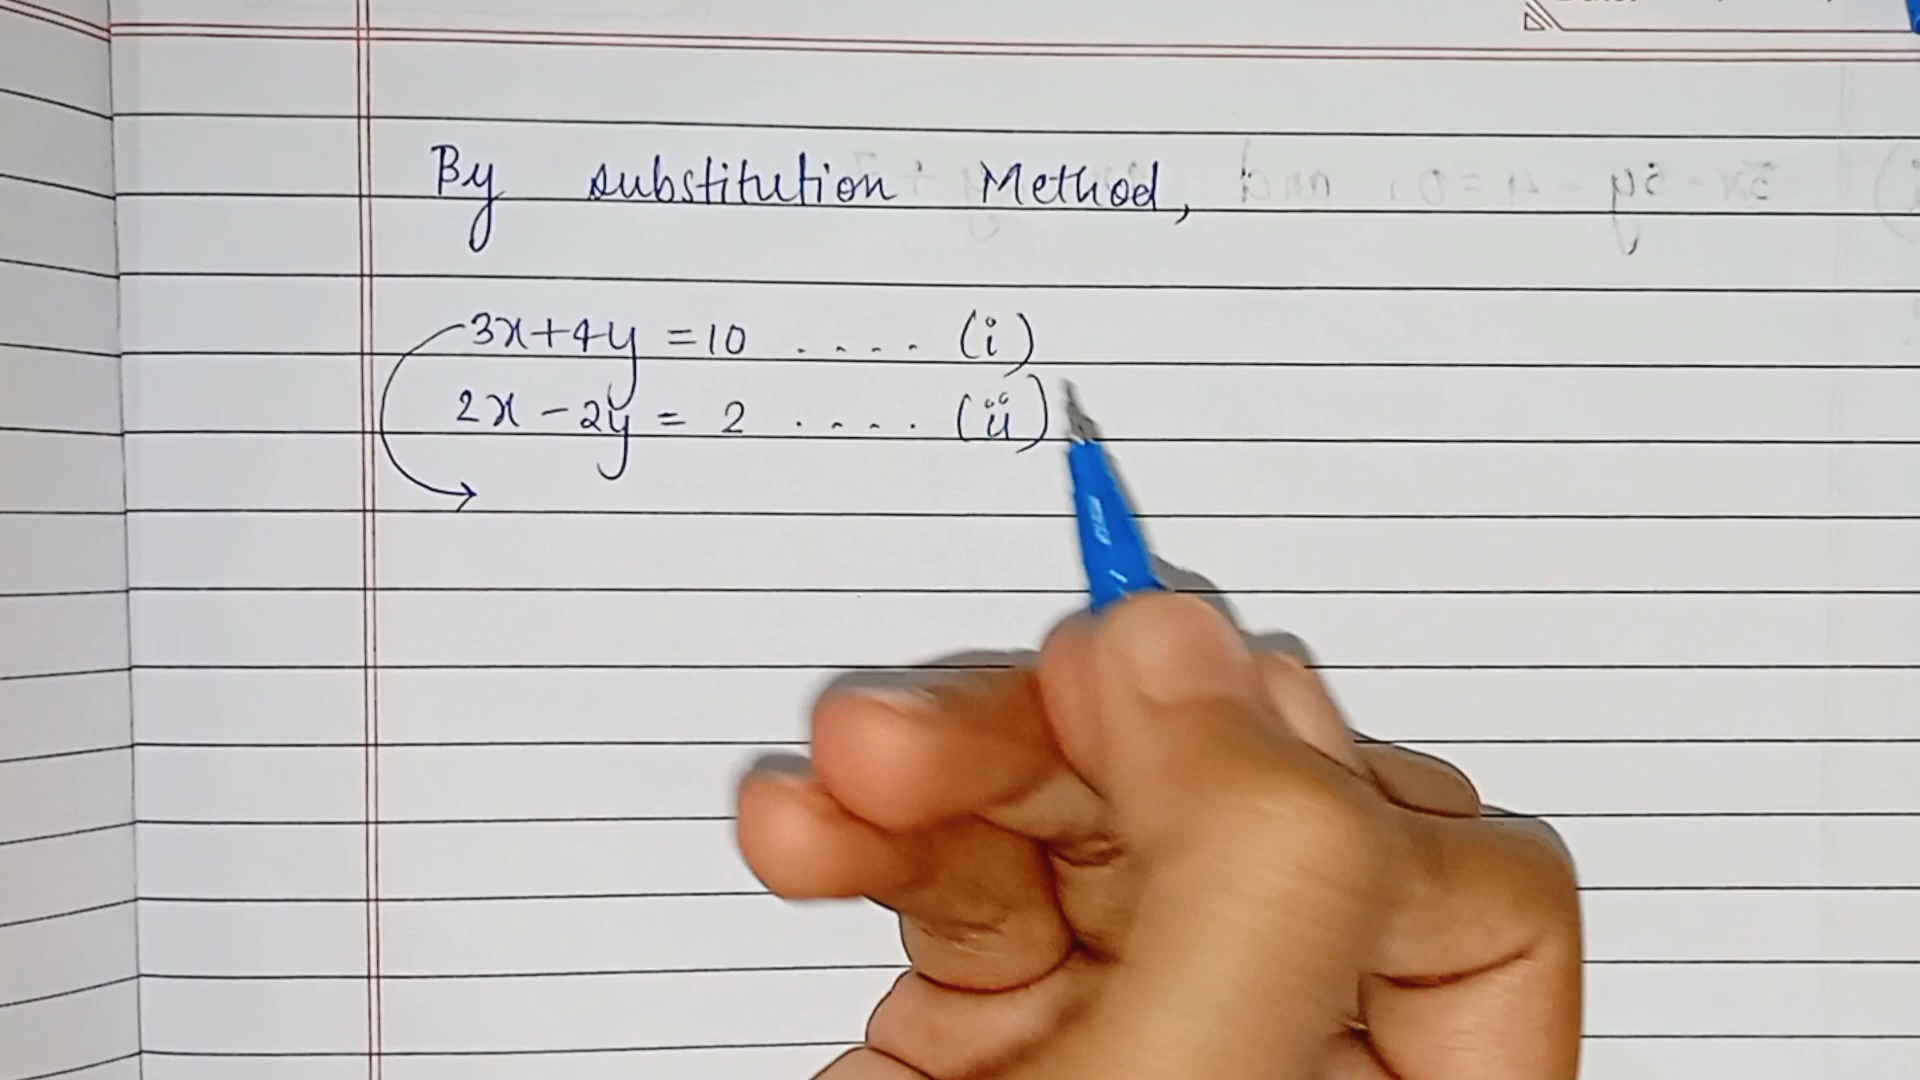 By substitution Method,
3x+4y = 10 .... (i)
2x - 2y = 2 .... (ii)